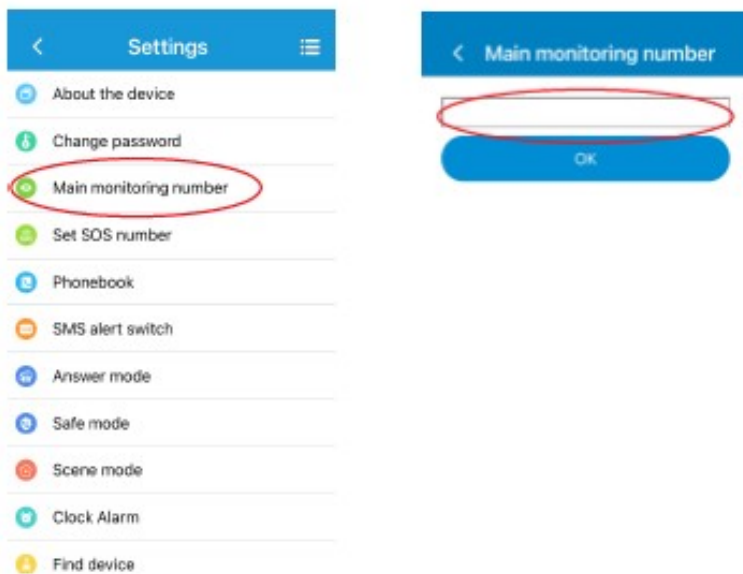 Settings
About the device
Change password
Main monitoring number
Set SOS number
Phonebook
SMS alert switch
Answer mode
Safe mode
Scene mode
Clock Alarm
Find device
Main monitoring number
OK